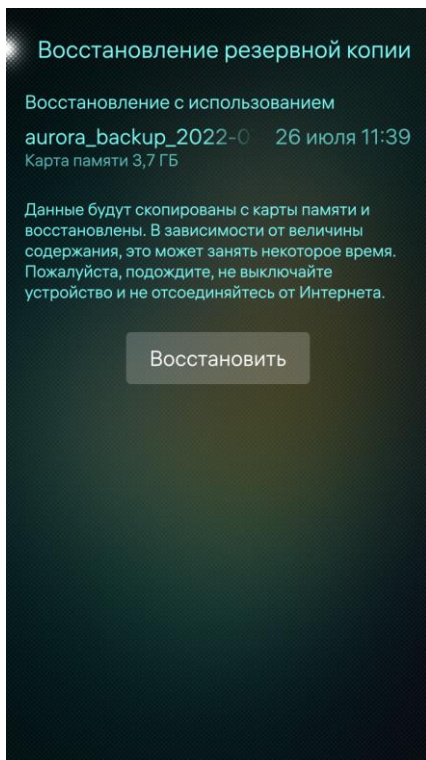 Восстановление резервной копии
Восстановление с использованием
aurora_backup_2022-0 26 июля 11:39
Карта памяти 3,7 ГБ
Данные будут скопированы с карты памяти и
восстановлены. В зависимости от величины
содержания, это может занять некоторое время.
Пожалуйста, подождите, не выключайте
устройство и не отсоединяйтесь от Интернета.
Восстановить